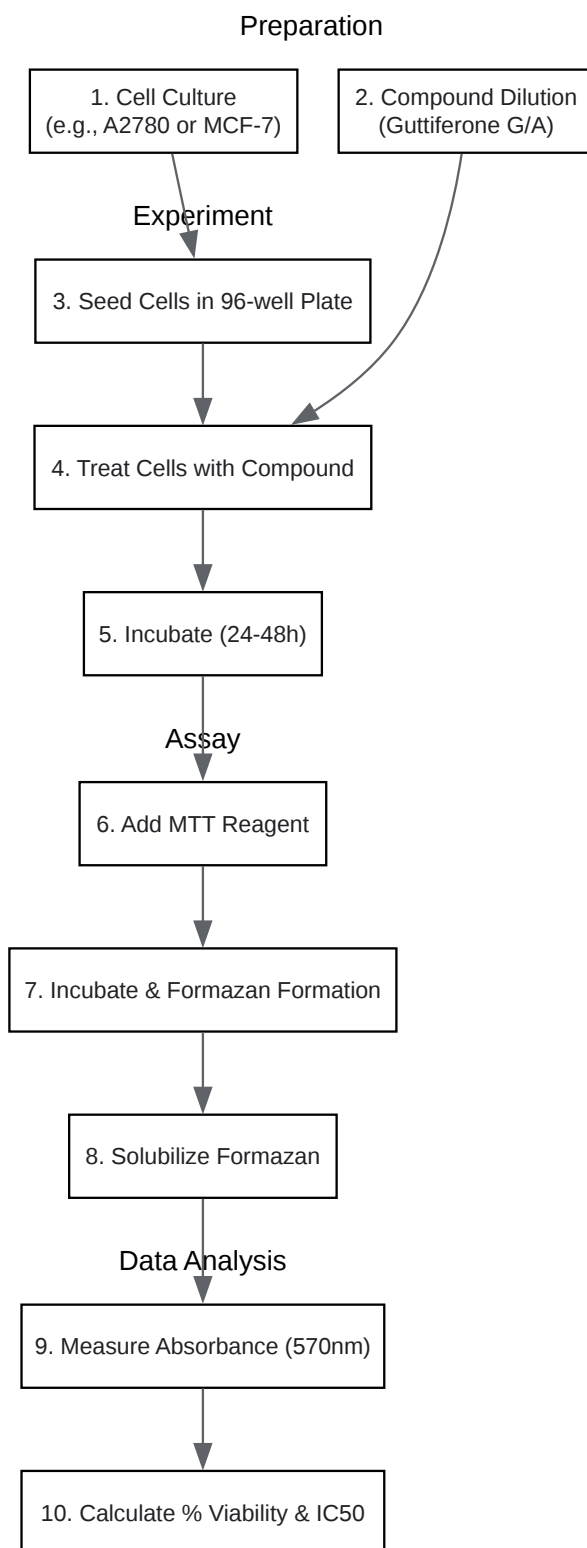 Preparation
1. Cell Culture
(e.g., A2780 or MCF-7)
2. Compound Dilution
(Guttiferone G/A)
Experiment
3. Seed Cells in 96-well Plate
4. Treat Cells with Compound
5. Incubate (24-48h)
Assay
6. Add MTT Reagent
7. Incubate & Formazan Formation
8. Solubilize Formazan
Data Analysis
9. Measure Absorbance (570nm)
10. Calculate % Viability & IC50